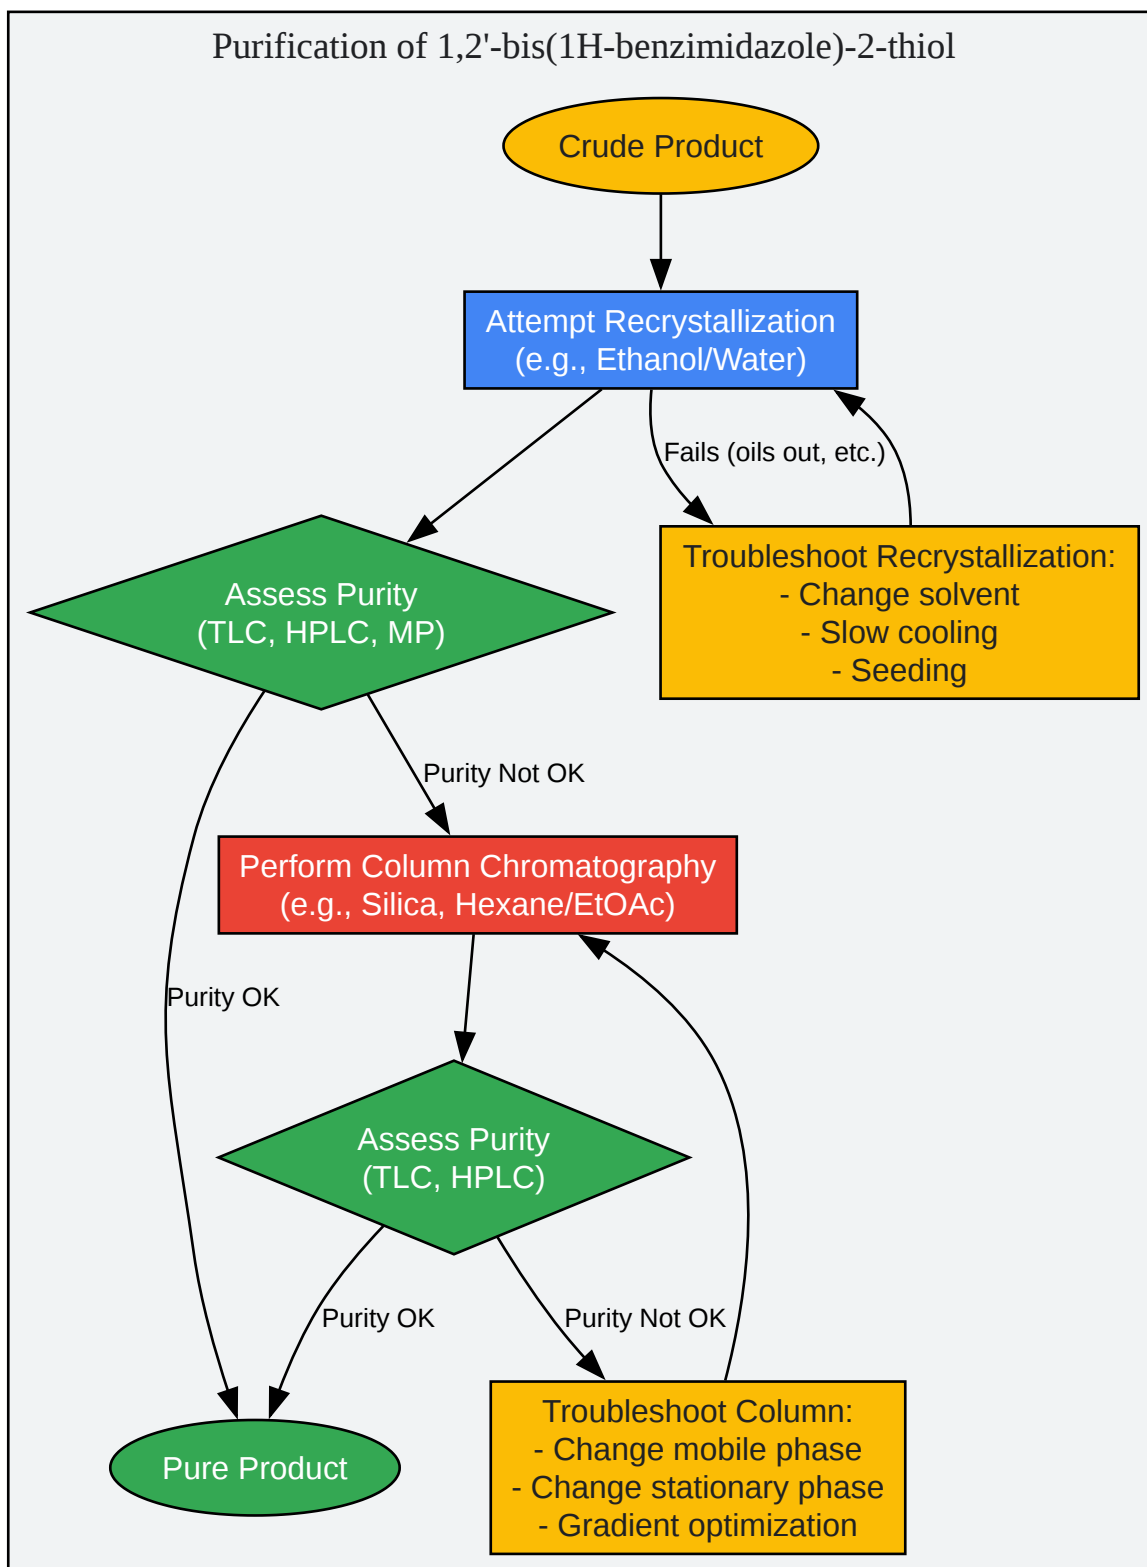 Purification of 1,2'-bis(1H-benzimidazole)-2-thiol
Crude Product
Attempt Recrystallization
(e.g., Ethanol/Water)
Fails (oils out, etc.)
Troubleshoot Recrystallization:
- Change solvent
- Slow cooling
- Seeding
Assess Purity
(TLC, HPLC, MP)
Purity Not OK
Perform Column Chromatography
(e.g., Silica, Hexane/EtOAc)
Purity OK
Assess Purity
(TLC, HPLC)
Purity OK
Purity Not OK
Troubleshoot Column:
- Change mobile phase
- Change stationary phase
- Gradient optimization
Pure Product